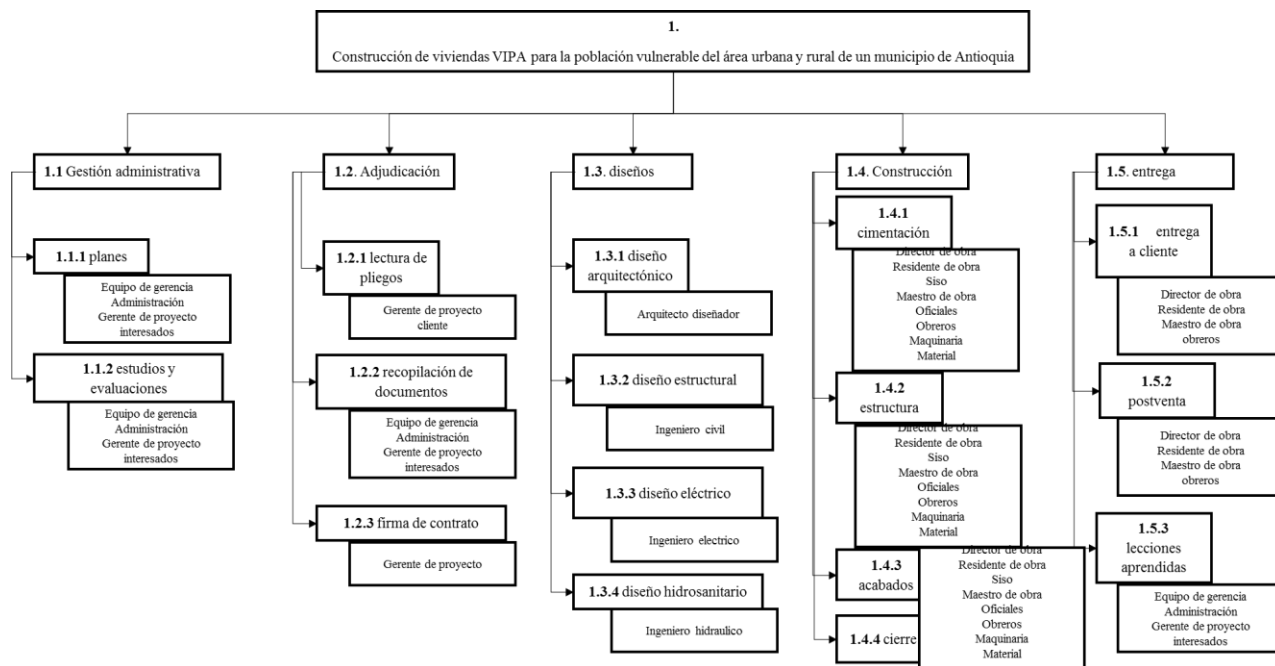 1.
Construcción de viviendas VIPA para la población vulnerable del área urbana y rural de un municipio de Antioquia
1.1 Gestión administrativa
1.1.1 planes
Equipo de gerencia
Administración
Gerente de proyecto
interesados
1.1.2 estudios y
evaluaciones
Equipo de gerencia
Administración
Gerente de proyecto
interesados
1.2. Adjudicación
1.2.1 lectura de
pliegos
Gerente de proyecto
cliente
1.2.2 recopilación de
documentos
Equipo de gerencia
Administración
Gerente de proyecto
interesados
1.2.3 firma de contrato
Gerente de proyecto
1.3. diseños
1.3.1 diseño
arquitectónico
Arquitecto diseñador
1.3.2 diseño estructural
Ingeniero civil
1.3.3 diseño eléctrico
Ingeniero electrico
1.3.4 diseño hidrosanitario
Ingeniero hidraulico
1.4. Construcción
1.4.1
cimentación
Director de obra
Residente de obra
Siso
Maestro de obra
Oficiales
Obreros
Maquinaria
Material
1.4.2
estructura
Director de obra
Residente de obra
Siso
Maestro de obra
Oficiales
Obreros
Maquinaria
Material
1.4.3
acabados
Director de obra
Residente de obra
Siso
Maestro de obra
Oficiales
Obreros
Maquinaria
Material
1.4.4 cierre
1.5. entrega
1.5.1 entrega
a cliente
Director de obra
Residente de obra
Maestro de obra
obreros
1.5.2
postventa
Director de obra
Residente de obra
Maestro de obra
obreros
1.5.3
lecciones
aprendidas
Equipo de gerencia
Administración
Gerente de proyecto
interesados